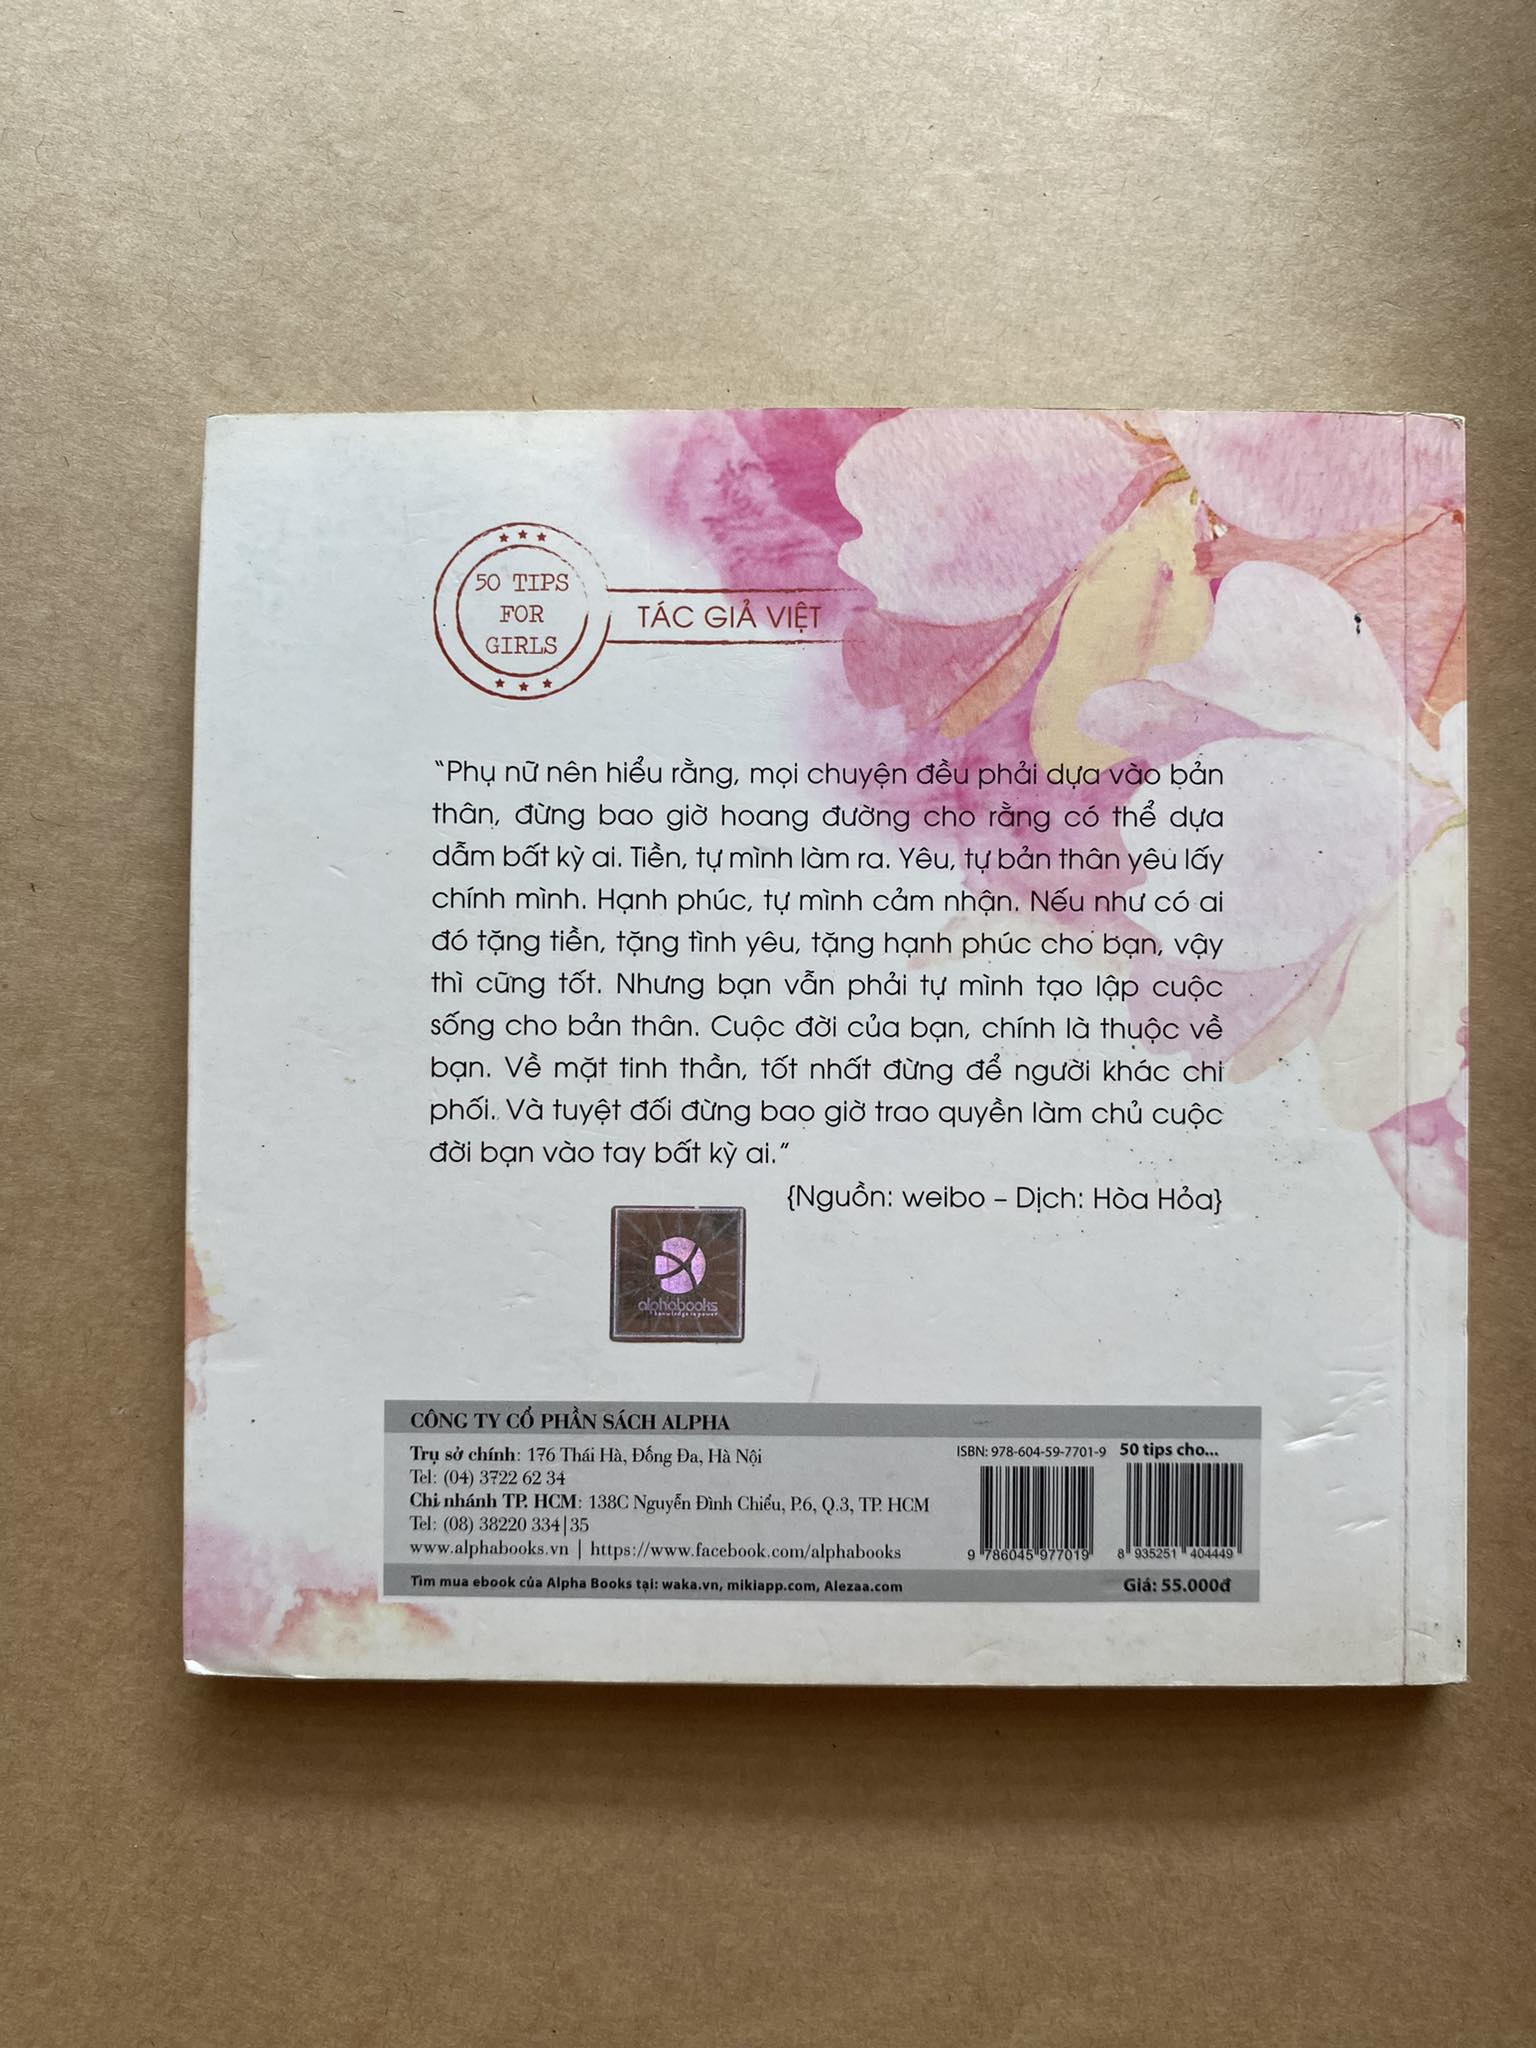 50 TIPS
FOR
GIRLS
TÁC GIẢ VIỆT
“Phụ nữ nên hiểu rằng, mọi chuyện đều phải dựa vào bản
thân, đừng bao giờ hoang đường cho rằng có thể dựa
dẫm bất kỳ ai. Tiền, tự mình làm ra. Yêu, tự bản thân yêu lấy
chính mình. Hạnh phúc, tự mình cảm nhận. Nếu như có ai
đó tặng tiền, tặng tình yêu, tặng hạnh phúc cho bạn, vậy
thì cũng tốt. Nhưng bạn vẫn phải tự mình tạo lập cuộc
sống cho bản thân. Cuộc đời của bạn, chính là thuộc về
bạn. Về mặt tinh thần, tốt nhất đừng để người khác chi
phối. Và tuyệt đối đừng bao giờ trao quyền làm chủ cuộc
đời bạn vào tay bất kỳ ai.”
{Nguồn: weibo – Dịch: Hòa Hỏa}
alphabooks
knowledge is power
CÔNG TY CỔ PHẦN SÁCH ALPHA
Trụ sở chính: 176 Thái Hà, Đống Đa, Hà Nội
Tel: (04) 3722 62 34
Chi nhánh TP. HCM: 138C Nguyễn Đình Chiểu, P.6, Q.3, TP. HCM
Tel: (08) 38220 334|35
www.alphabooks.vn | https://www.facebook.com/alphabooks
Tìm mua ebook của Alpha Books tại: waka.vn, mikiapp.com, Alezaa.com
ISBN: 978-604-59-7701-9
9 786045 977019
50 tips cho...
8 935251 404449
Giá: 55.000đ